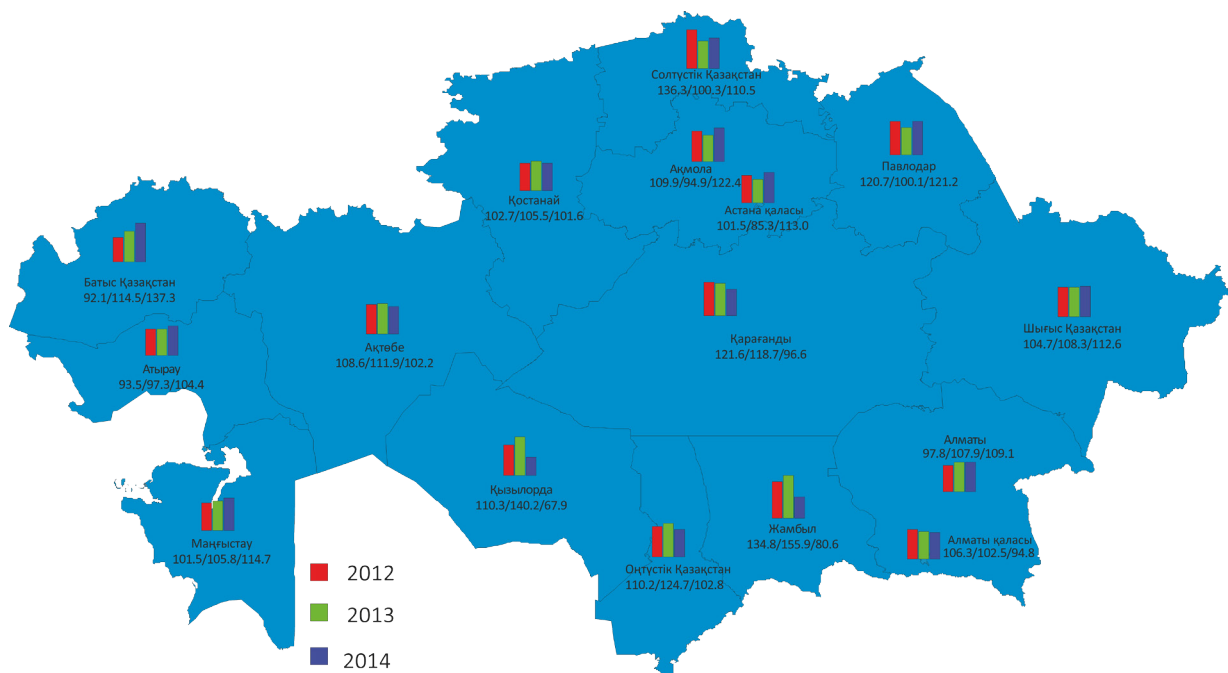 Солтүстік Қазақстан
136.3/100.3/110.5
Ақмола
109.9/94.9/122.4
Павлодар
120.7/100.1/121.2
Қостанай
102.7/105.5/101.6
Астана қаласы
101.5/85.3/113.0
Батыс Қазақстан
92.1/114.5/137.3
Ақтөбе
108.6/111.9/102.2
Қарағанды
121.6/118.7/96.6
Шығыс Қазақстан
104.7/108.3/112.6
Атырау
93.5/97.3/104.4
Алматы
97.8/107.9/109.1
Қызылорда
110.3/140.2/67.9
Жамбыл
134.8/155.9/80.6
Алматы қаласы
106.3/102.5/94.8
Маңғыстау
101.5/105.8/114.7
Оңтүстік Қазақстан
110.2/124.7/102.8
2012
2013
2014